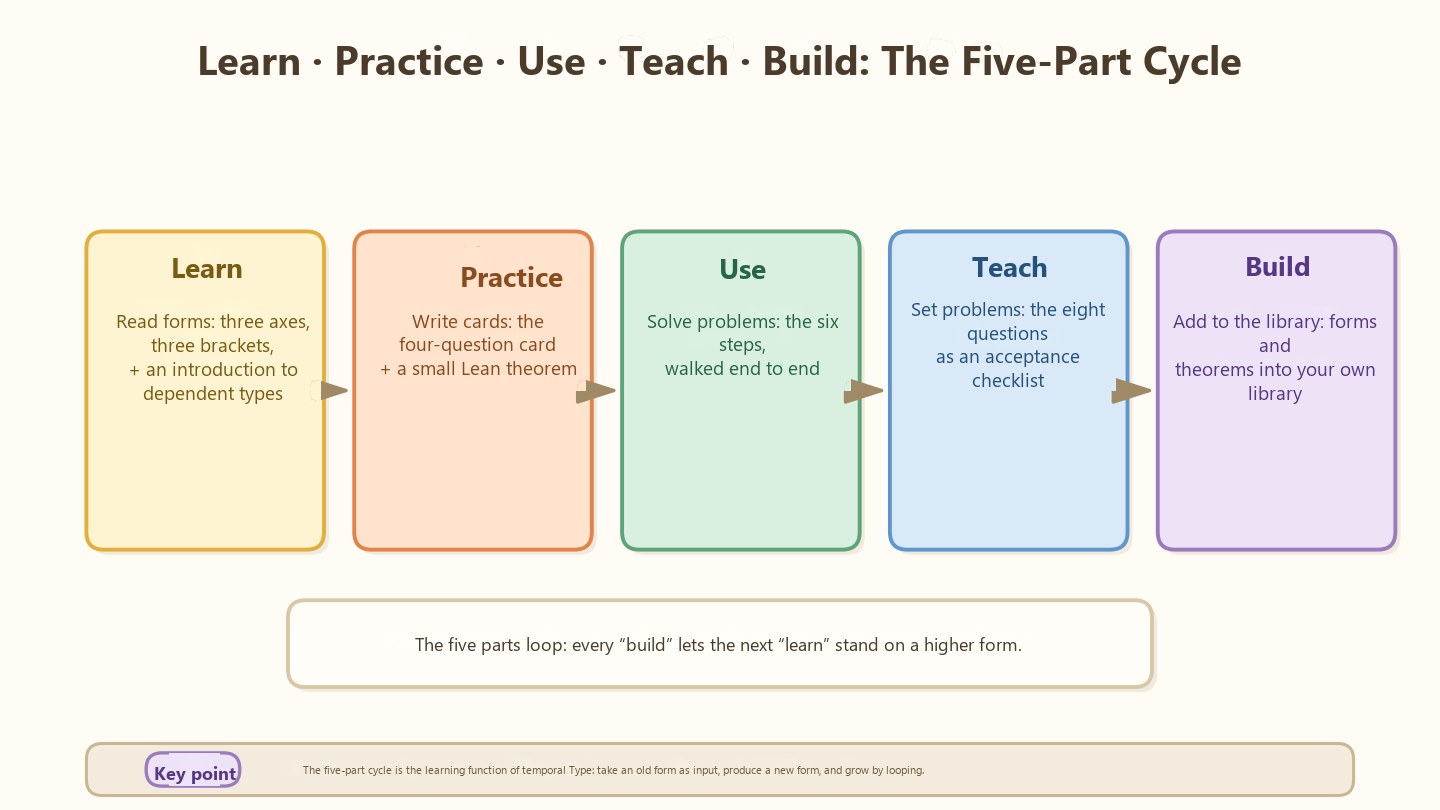 Learn · Practice · Use · Teach · Build: The Five-Part Cycle
Learn
Read forms: three axes,
three brackets,
+ an introduction to
dependent types
Practice
Write cards: the
four-question card
+ a small Lean theorem
Use
Solve problems: the six
steps,
walked end to end
Teach
Set problems: the eight
questions
as an acceptance
checklist
Build
Add to the library: forms
and
theorems into your own
library
The five parts loop: every “build” lets the next “learn” stand on a higher form.
Key point
The five-part cycle is the learning function of temporal Type: take an old form as input, produce a new form, and grow by looping.